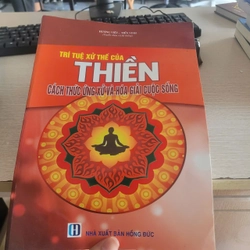 TRÍ TUỆ XỬ THẾ CỦA
THIỀN
CÁCH THỨC ỨNG XỬ VÀ HÓA GIẢI CUỘC SỐNG
NHÀ XUẤT BẢN HỒNG ĐỨC